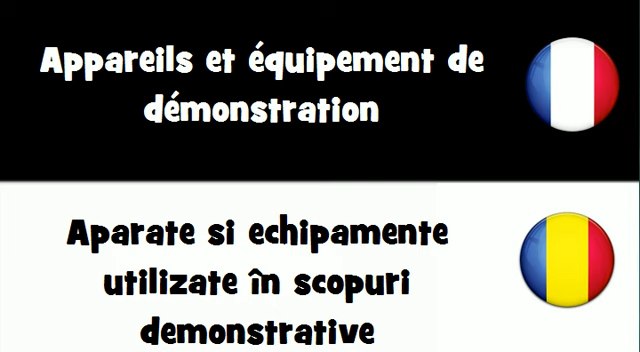 Appareils et équipement de
démonstration
Aparate si echipamente
utilizate în scopuri
demonstrative